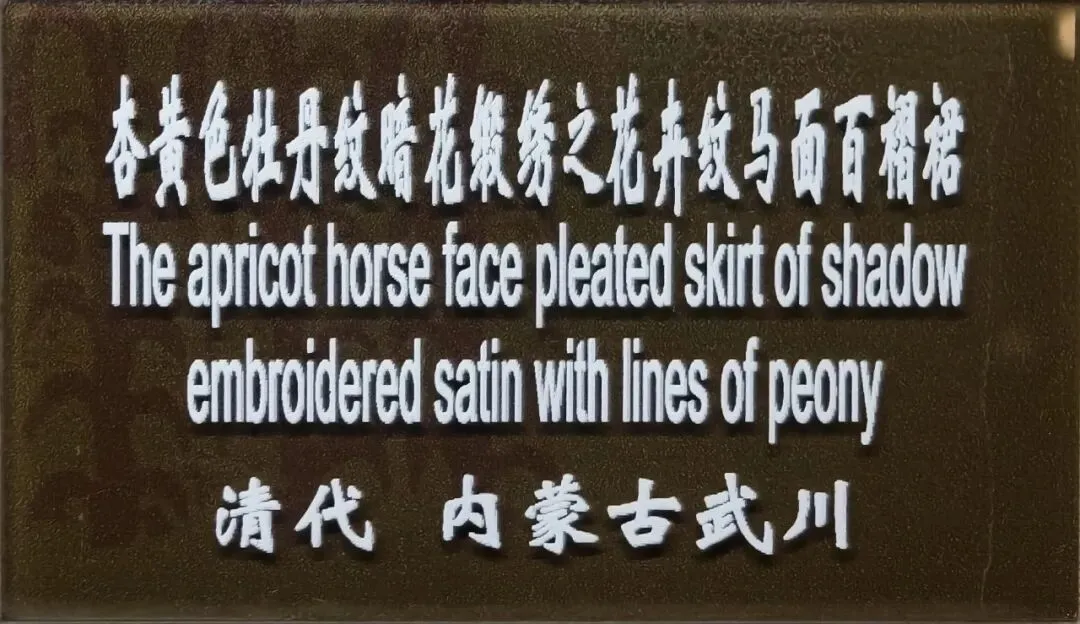 杏黄色牡丹纹暗花缎绣之花卉纹马面百褶裙
The apricot horse face pleated skirt of shadow
embroidered satin with lines of peony
清代 内蒙古武川